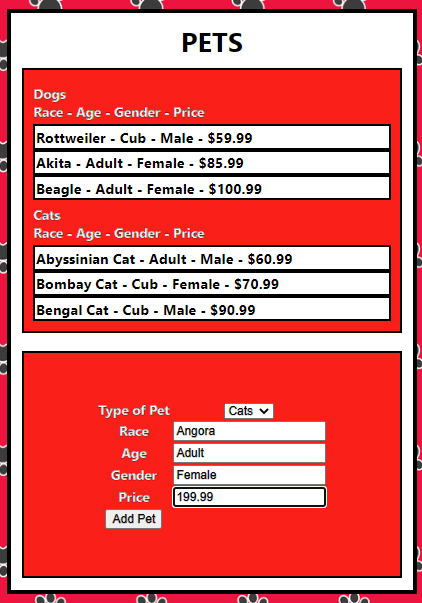 PETS
Dogs
Race - Age - Gender - Price
Rottweiler - Cub - Male - $59.99
Akita - Adult - Female - $85.99
Beagle - Adult - Female - $100.99
Cats
Race - Age - Gender - Price
Abyssinian Cat - Adult - Male - $60.99
Bombay Cat - Cub - Female - $70.99
Bengal Cat - Cub - Male - $90.99
Type of Pet Cats
Race Angora
Age Adult
Gender Female
Price 199.99
Add Pet